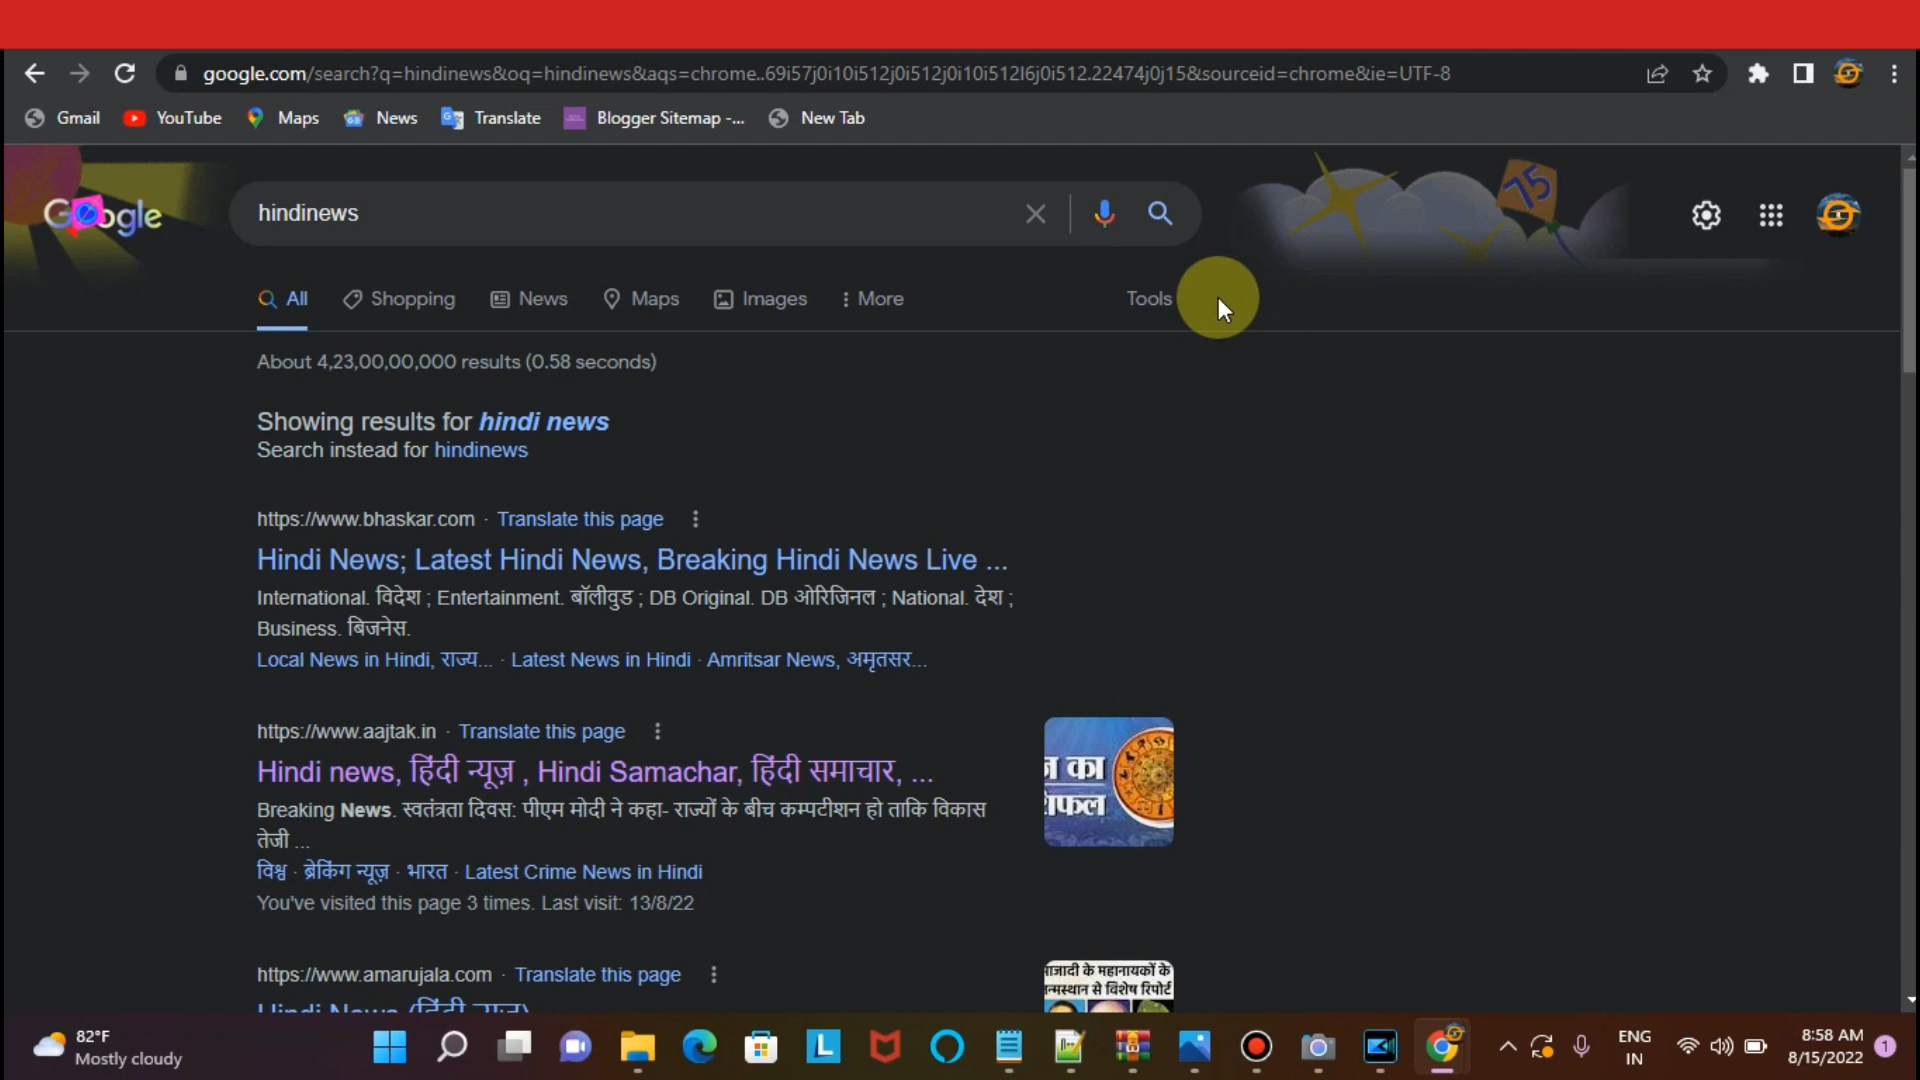 google.com/search?q=hindinews&oq=hindinews&aqs=chrome..69i57j0i10i512j0i512j0i10i512l6j0i512.22474j0j15&sourceid=chrome&ie=UTF-8
Gmail YouTube Maps News Translate Blogger Sitemap -... New Tab
Google hindinews 75
All Shopping News Maps Images More Tools
About 4,23,00,00,000 results (0.58 seconds)
Showing results for hindi news
Search instead for hindinews
https://www.bhaskar.com · Translate this page
Hindi News; Latest Hindi News, Breaking Hindi News Live ...
International. विदेश ; Entertainment. बॉलीवुड ; DB Original. DB ओरिजिनल ; National. देश ;
Business. बिजनेस.
Local News in Hindi, राज्य... · Latest News in Hindi · Amritsar News, अमृतसर...
https://www.aajtak.in · Translate this page
Hindi news, हिंदी न्यूज़ , Hindi Samachar, हिंदी समाचार, ...
Breaking News. स्वतंत्रता दिवस: पीएम मोदी ने कहा- राज्यों के बीच कम्पटीशन हो ताकि विकास
तेजी ...
विश्व · ब्रेकिंग न्यूज़ · भारत · Latest Crime News in Hindi
You've visited this page 3 times. Last visit: 13/8/22
का
https://www.amarujala.com · Translate this page
Hindi News (हिंदी न्यूज़)
के महानायकों के
से विशेष रिपोर्ट
82°F
Mostly cloudy
L
ENG
IN
8:58 AM
8/15/2022
1